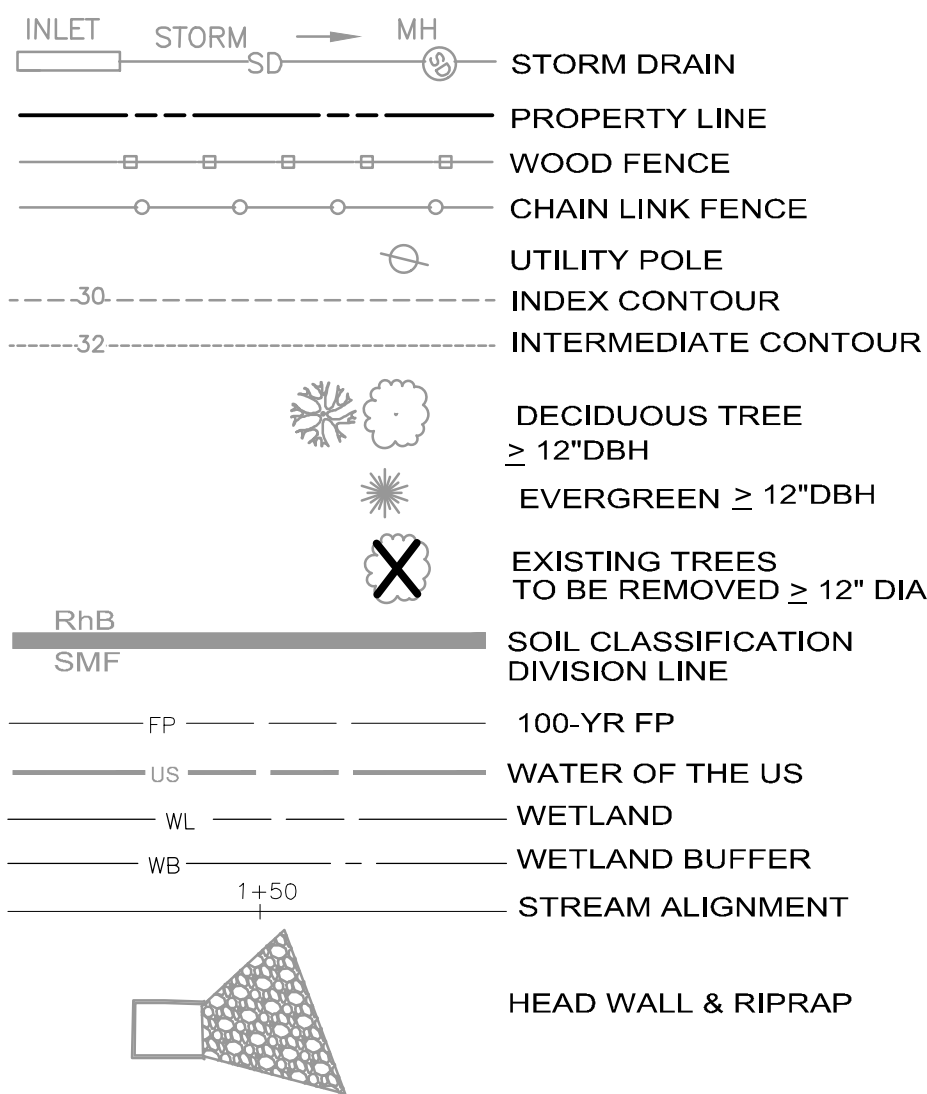 INLET STORM MH
SD SD STORM DRAIN
PROPERTY LINE
WOOD FENCE
CHAIN LINK FENCE
UTILITY POLE
30 INDEX CONTOUR
32 INTERMEDIATE CONTOUR
DECIDUOUS TREE
≥ 12"DBH
EVERGREEN ≥ 12"DBH
EXISTING TREES
TO BE REMOVED ≥ 12" DIA
RhB
SMF
SOIL CLASSIFICATION
DIVISION LINE
FP 100-YR FP
US WATER OF THE US
WL WETLAND
WB WETLAND BUFFER
1+50
STREAM ALIGNMENT
HEAD WALL & RIPRAP